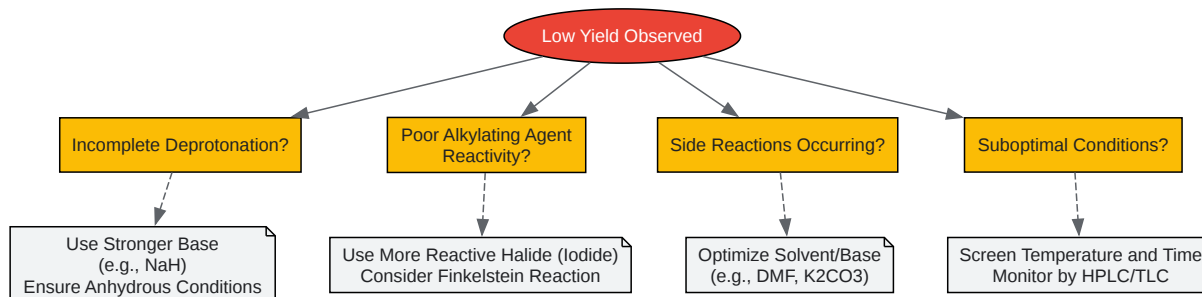 Low Yield Observed
Incomplete Deprotonation?
Poor Alkylating Agent
Reactivity?
Side Reactions Occurring?
Suboptimal Conditions?
Use Stronger Base
(e.g., NaH)
Ensure Anhydrous Conditions
Use More Reactive Halide (Iodide)
Consider Finkelstein Reaction
Optimize Solvent/Base
(e.g., DMF, K2CO3)
Screen Temperature and Time
Monitor by HPLC/TLC